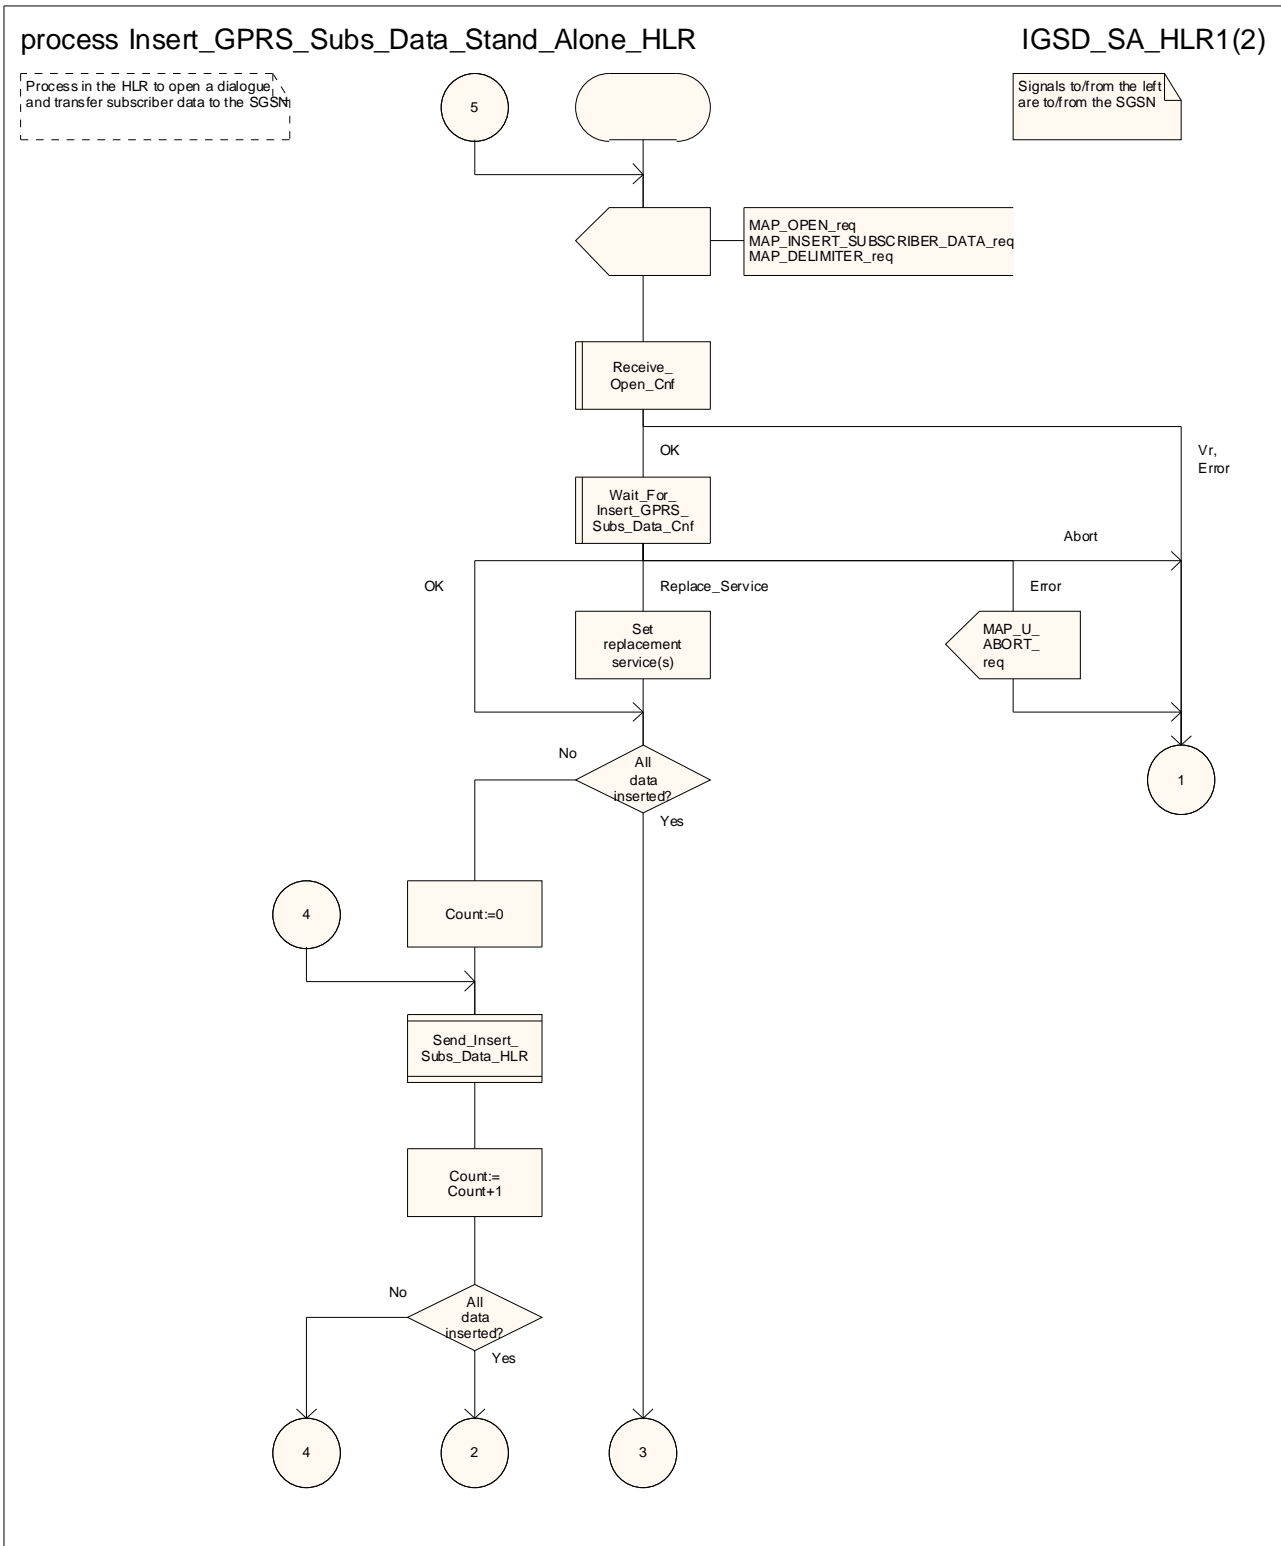 process Insert_GPRS_Subs_Data_Stand_Alone_HLR
IGSD_SA_HLR1(2)
Process in the HLR to open a dialogue
and transfer subscriber data to the SGSN
5
Signals to/from the left
are to/from the SGSN
MAP_OPEN_req
MAP_INSERT_SUBSCRIBER_DATA_req
MAP_DELIMITER_req
Receive_
Open_Cnf
OK
Vr,
Error
Wait_For_
Insert_GPRS_
Subs_Data_Cnf
Abort
OK
Replace_Service
Error
Set
replacement
service(s)
MAP_U_
ABORT_
req
No
All
data
inserted?
Yes
1
4
Count:=0
Send_Insert_
Subs_Data_HLR
Count:=
Count+1
No
All
data
inserted?
Yes
4
2
3